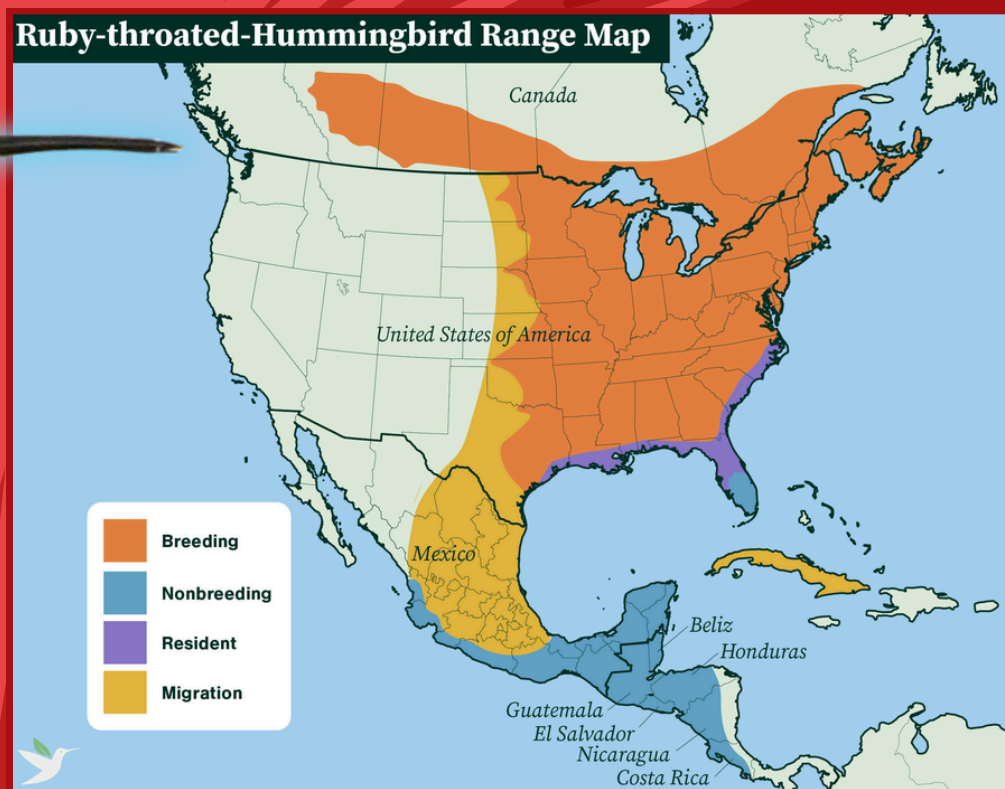 Ruby-throated-Hummingbird Range Map
Canada
United States of America
Mexico
Breeding
Nonbreeding
Resident
Migration
Beliz
Honduras
Guatemala
El Salvador
Nicaragua
Costa Rica